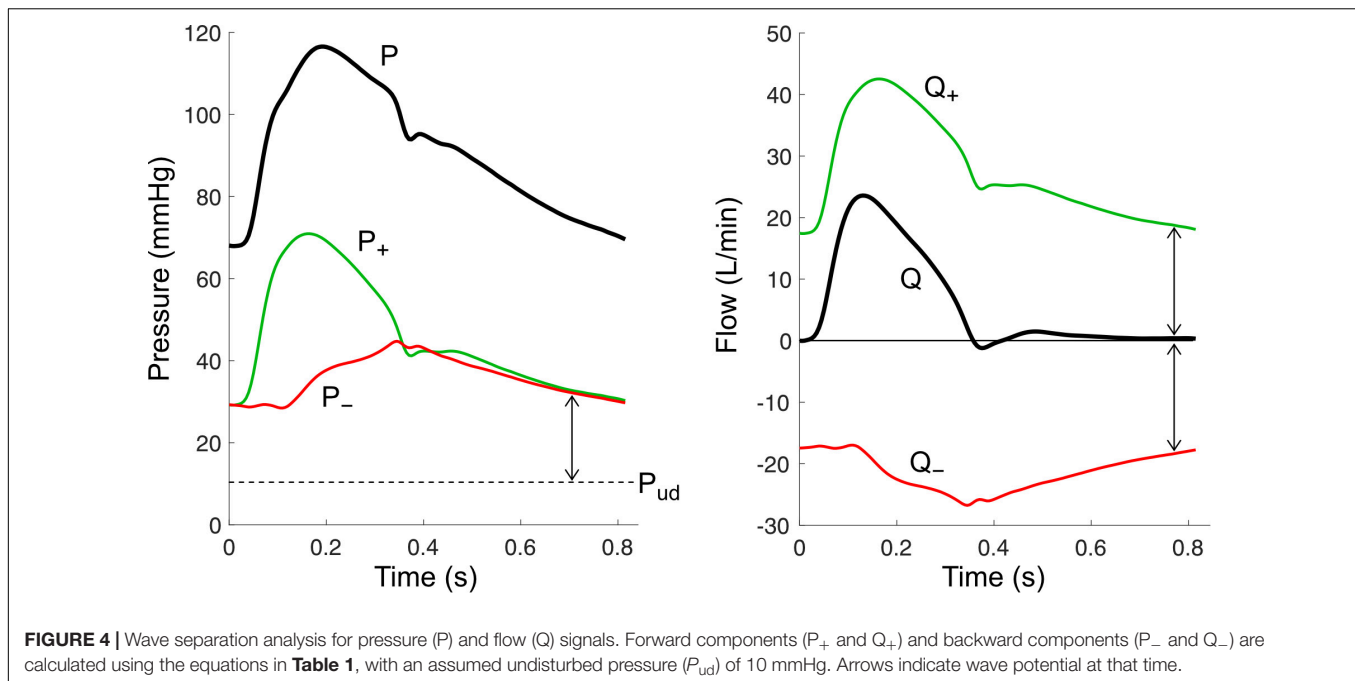 120
100
80
60
40
20
0
Pressure (mmHg)
P
P+
P−
Pud
0
0.2
0.4
0.6
0.8
Time (s)
50
40
30
20
10
0
-10
-20
-30
Flow (L/min)
Q+
Q
Q−
0
0.2
0.4
0.6
0.8
Time (s)
FIGURE 4 | Wave separation analysis for pressure (P) and flow (Q) signals. Forward components (P+ and Q+) and backward components (P− and Q−) are
calculated using the equations in Table 1, with an assumed undisturbed pressure (Pud) of 10 mmHg. Arrows indicate wave potential at that time.